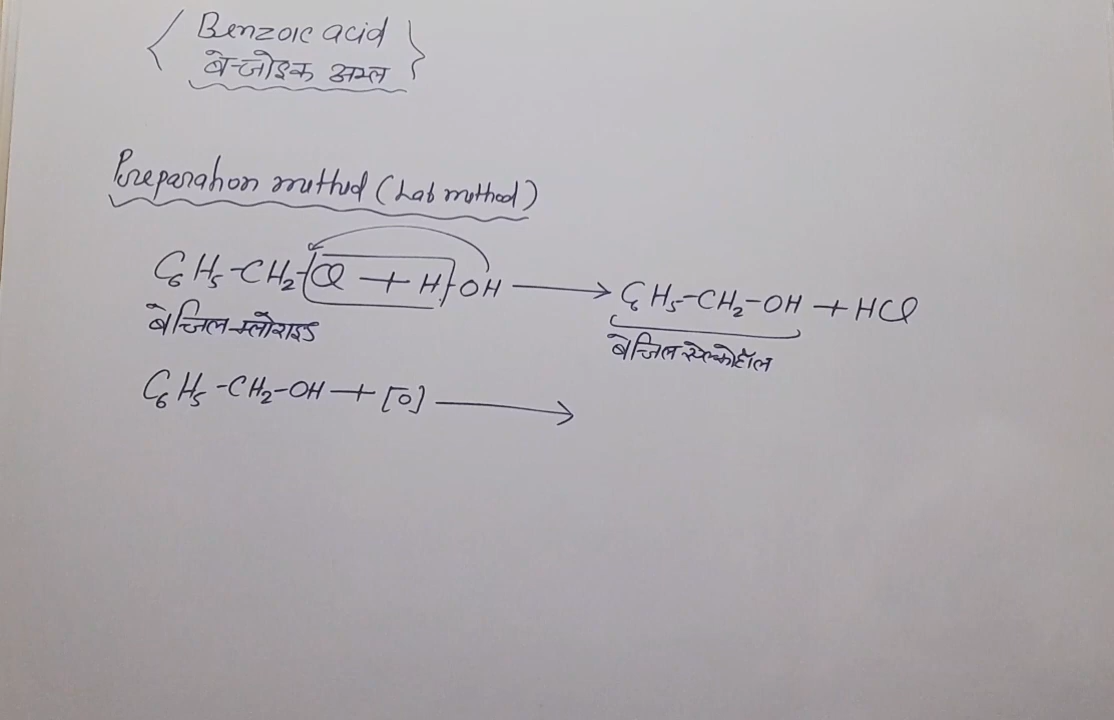 Benzoic acid
बेन्जोइक अम्ल
Preparation method (Lab method)
C6H5-CH2-Cl + H-OH ⟶ C6H5-CH2-OH + HCl
बेन्जिल क्लोराइड बेन्जिल ऐल्कोहॉल
C6H5-CH2-OH + [O] ⟶